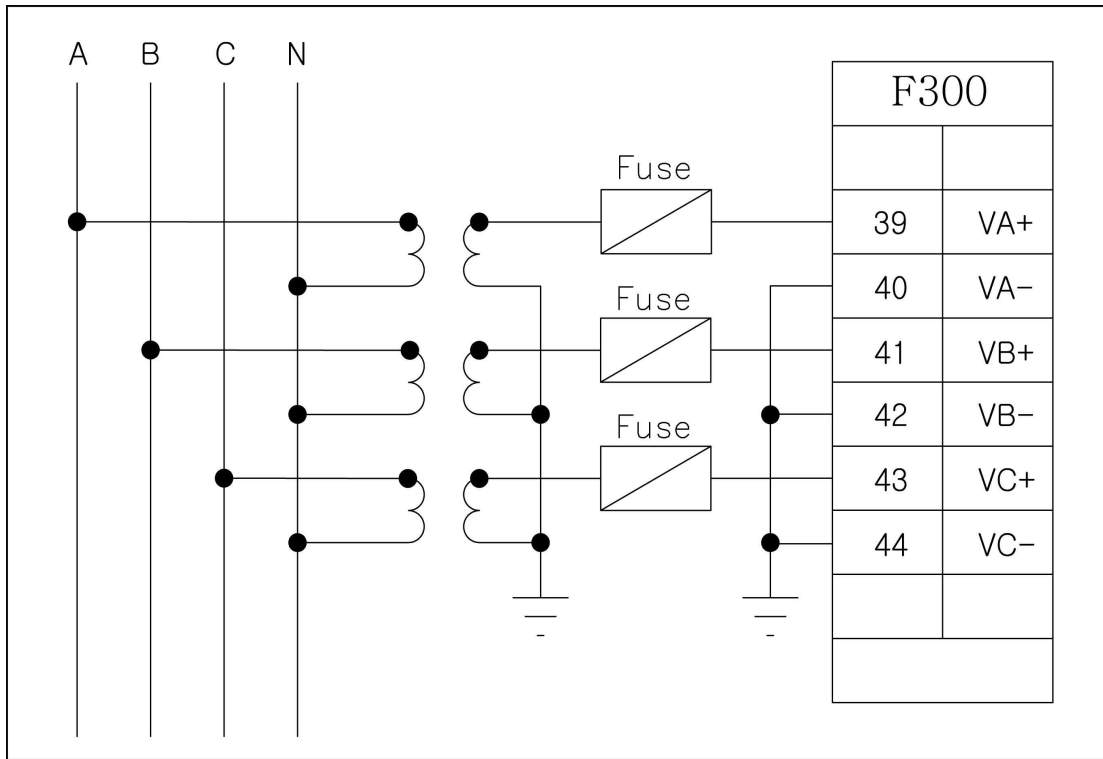 A B C N
F300
Fuse
39 VA+
40 VA-
Fuse
41 VB+
42 VB-
Fuse
43 VC+
44 VC-